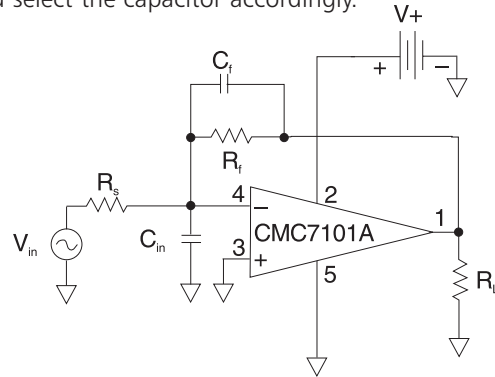 d select the capacitor accordingly.
V+
+ −
C_f
R_f
R_s
4
−
2
1
V_in
C_in
3
+
CMC7101A
5
R_L